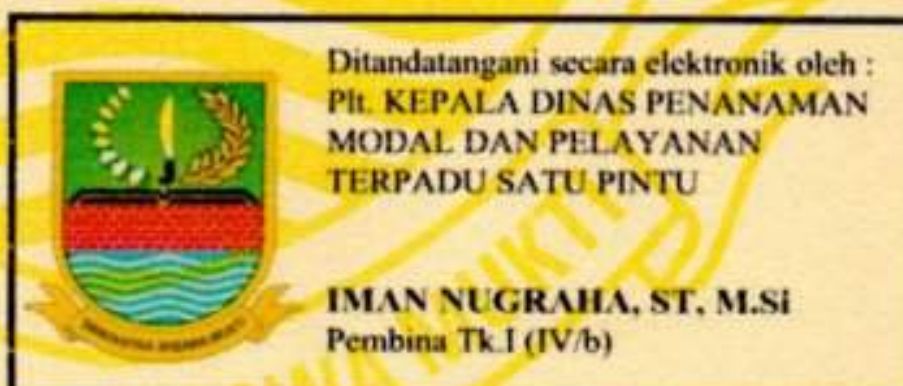 Ditandatangani secara elektronik oleh :
Plt. KEPALA DINAS PENANAMAN
MODAL DAN PELAYANAN
TERPADU SATU PINTU
IMAN NUGRAHA, ST, M.Si
Pembina Tk.I (IV/b)